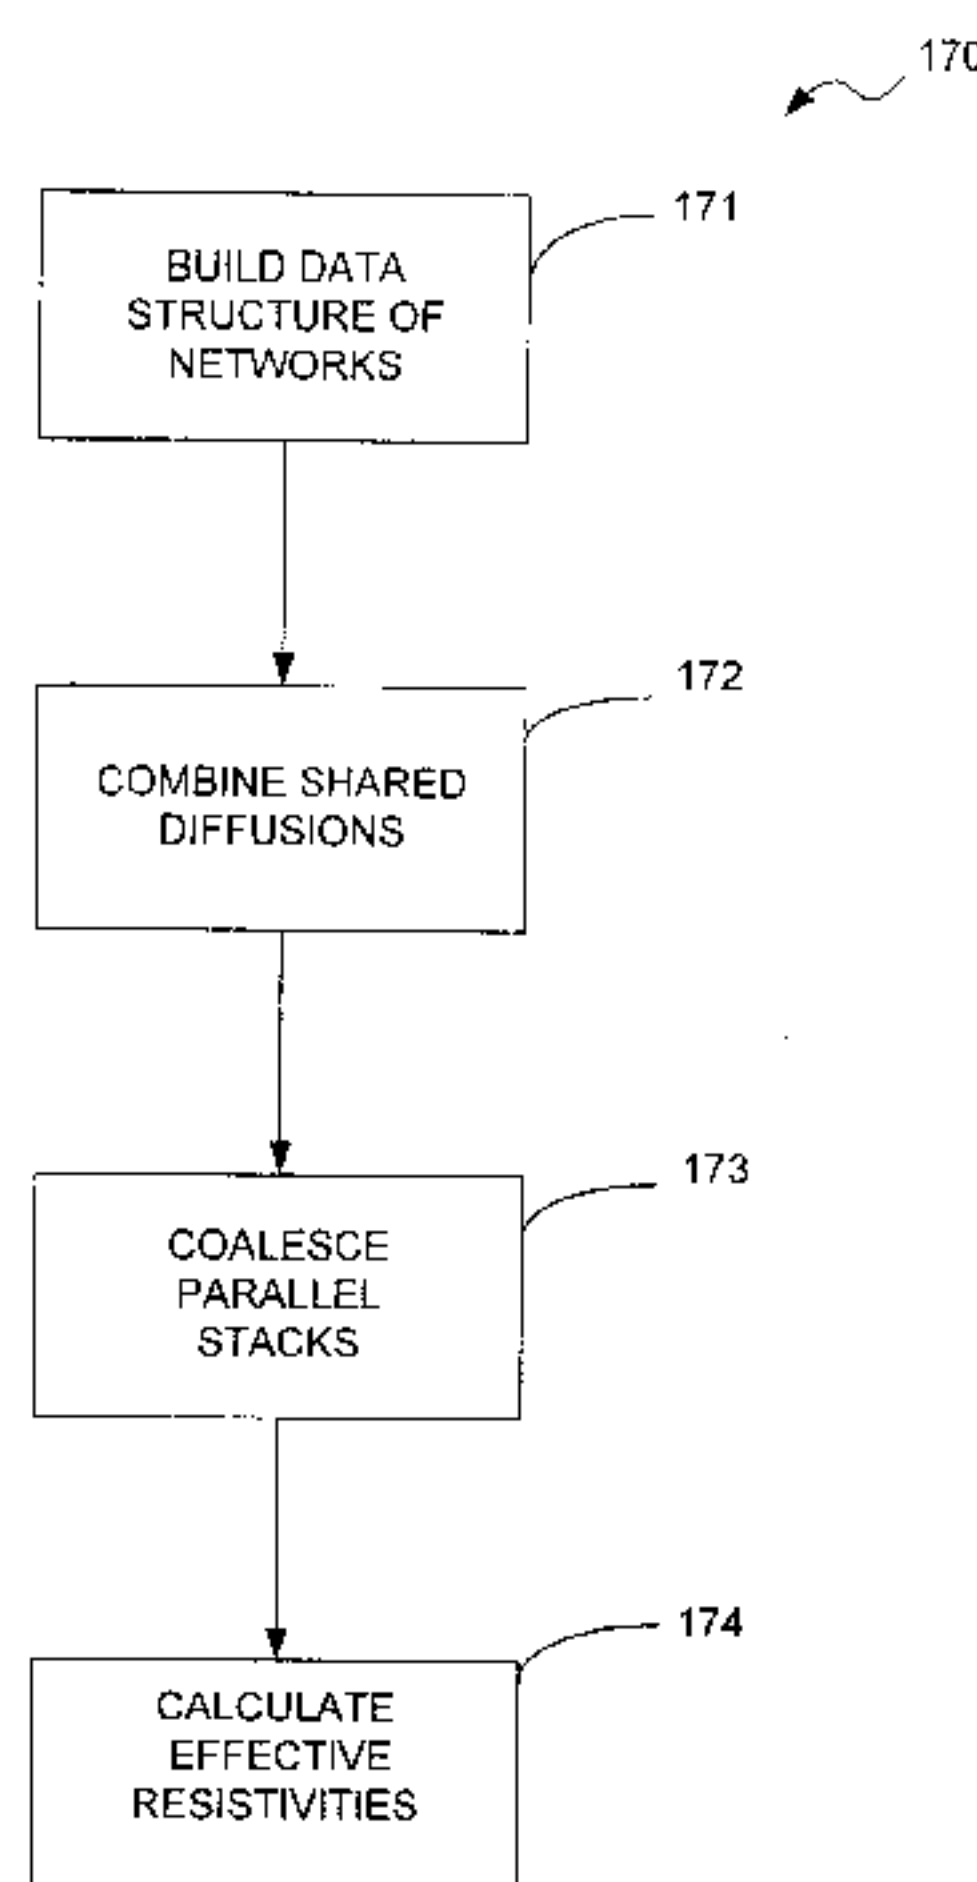 170
171
BUILD DATA
STRUCTURE OF
NETWORKS
172
COMBINE SHARED
DIFFUSIONS
173
COALESCE
PARALLEL
STACKS
174
CALCULATE
EFFECTIVE
RESISTIVITIES